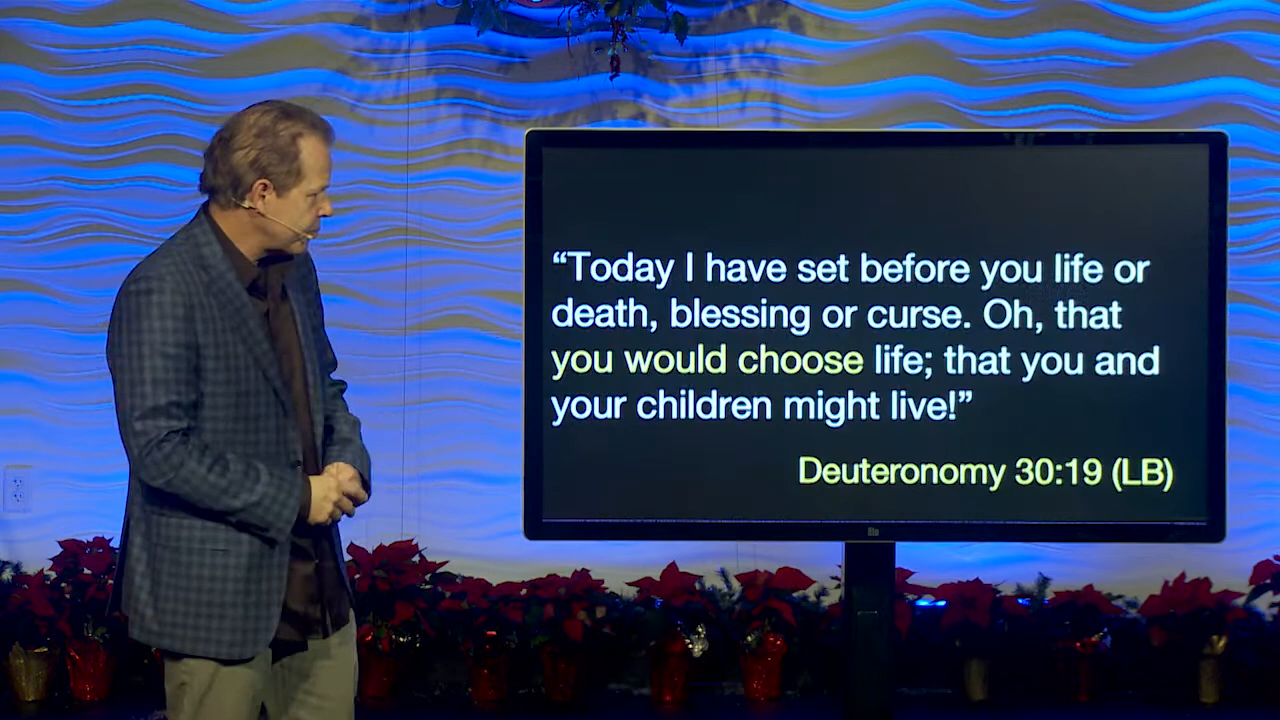 “Today I have set before you life or
death, blessing or curse. Oh, that
you would choose life; that you and
your children might live!”
Deuteronomy 30:19 (LB)
elo